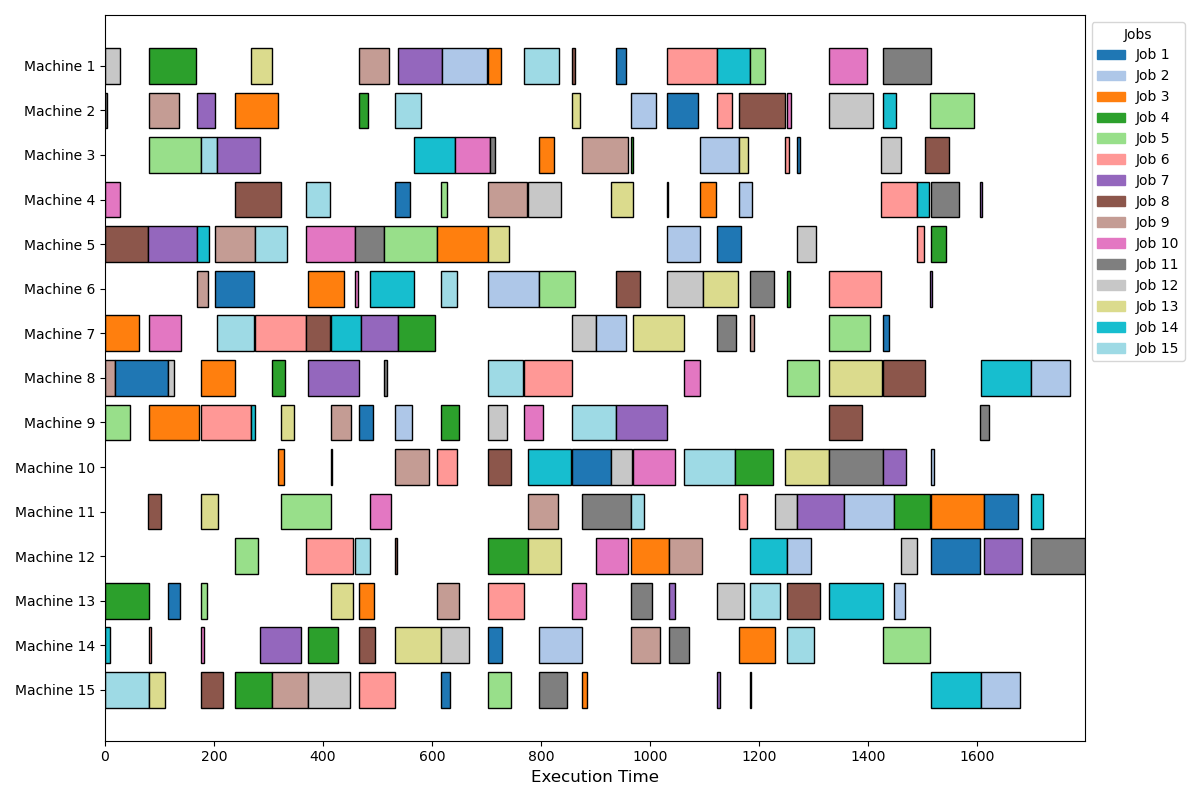 Machine 1
Machine 2
Machine 3
Machine 4
Machine 5
Machine 6
Machine 7
Machine 8
Machine 9
Machine 10
Machine 11
Machine 12
Machine 13
Machine 14
Machine 15
0 200 400 600 800 1000 1200 1400 1600
Execution Time
Jobs
Job 1
Job 2
Job 3
Job 4
Job 5
Job 6
Job 7
Job 8
Job 9
Job 10
Job 11
Job 12
Job 13
Job 14
Job 15